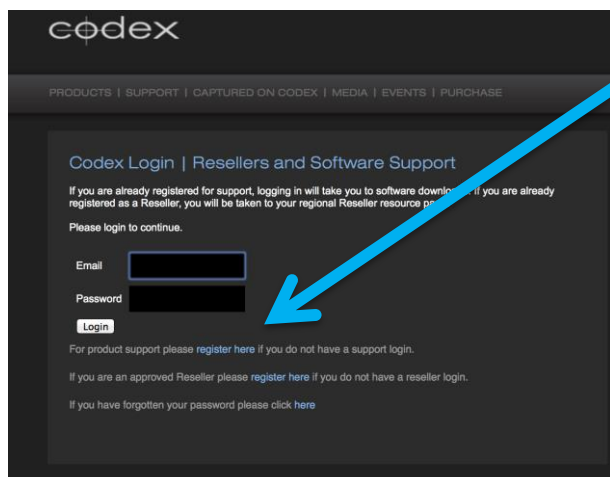 codex
PRODUCTS | SUPPORT | CAPTURED ON CODEX | MEDIA | EVENTS | PURCHASE
Codex Login | Resellers and Software Support
If you are already registered for support, logging in will take you to software If you are already
registered as a Reseller, you will be taken to your regional Reseller resource
Please login to continue.
Email
Password
Login
For product support please register here if you do not have a support login.
If you are an approved Reseller please register here if you do not have a reseller login.
If you have forgotten your password please click here